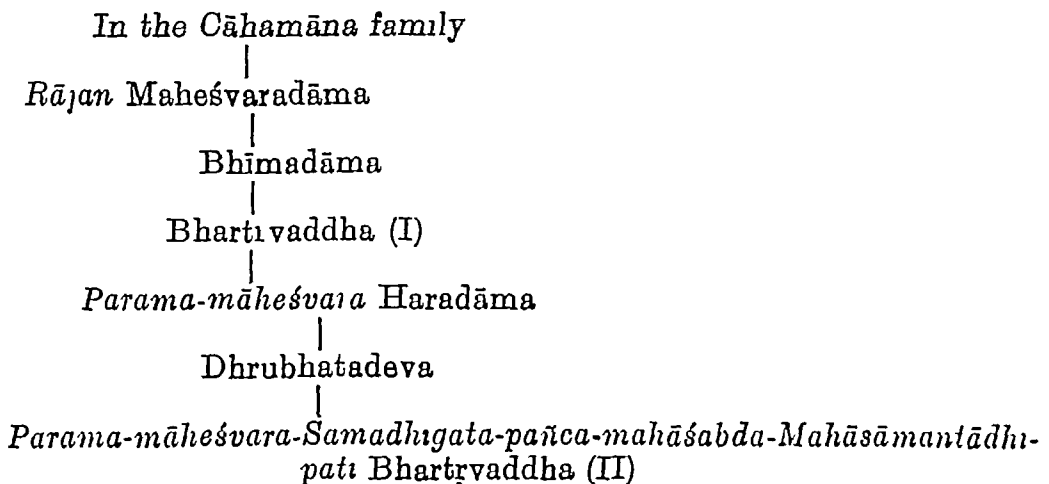 In the Cāhamāna family
Rājan Maheśvaradāma
Bhīmadāma
Bhartṛvaddha (I)
Parama-māheśvara Haradāma
Dhrubhatadeva
Parama-māheśvara-Samadhigata-pañca-mahāśabda-Mahāsāmantādhi-
pati Bhartṛvaddha (II)